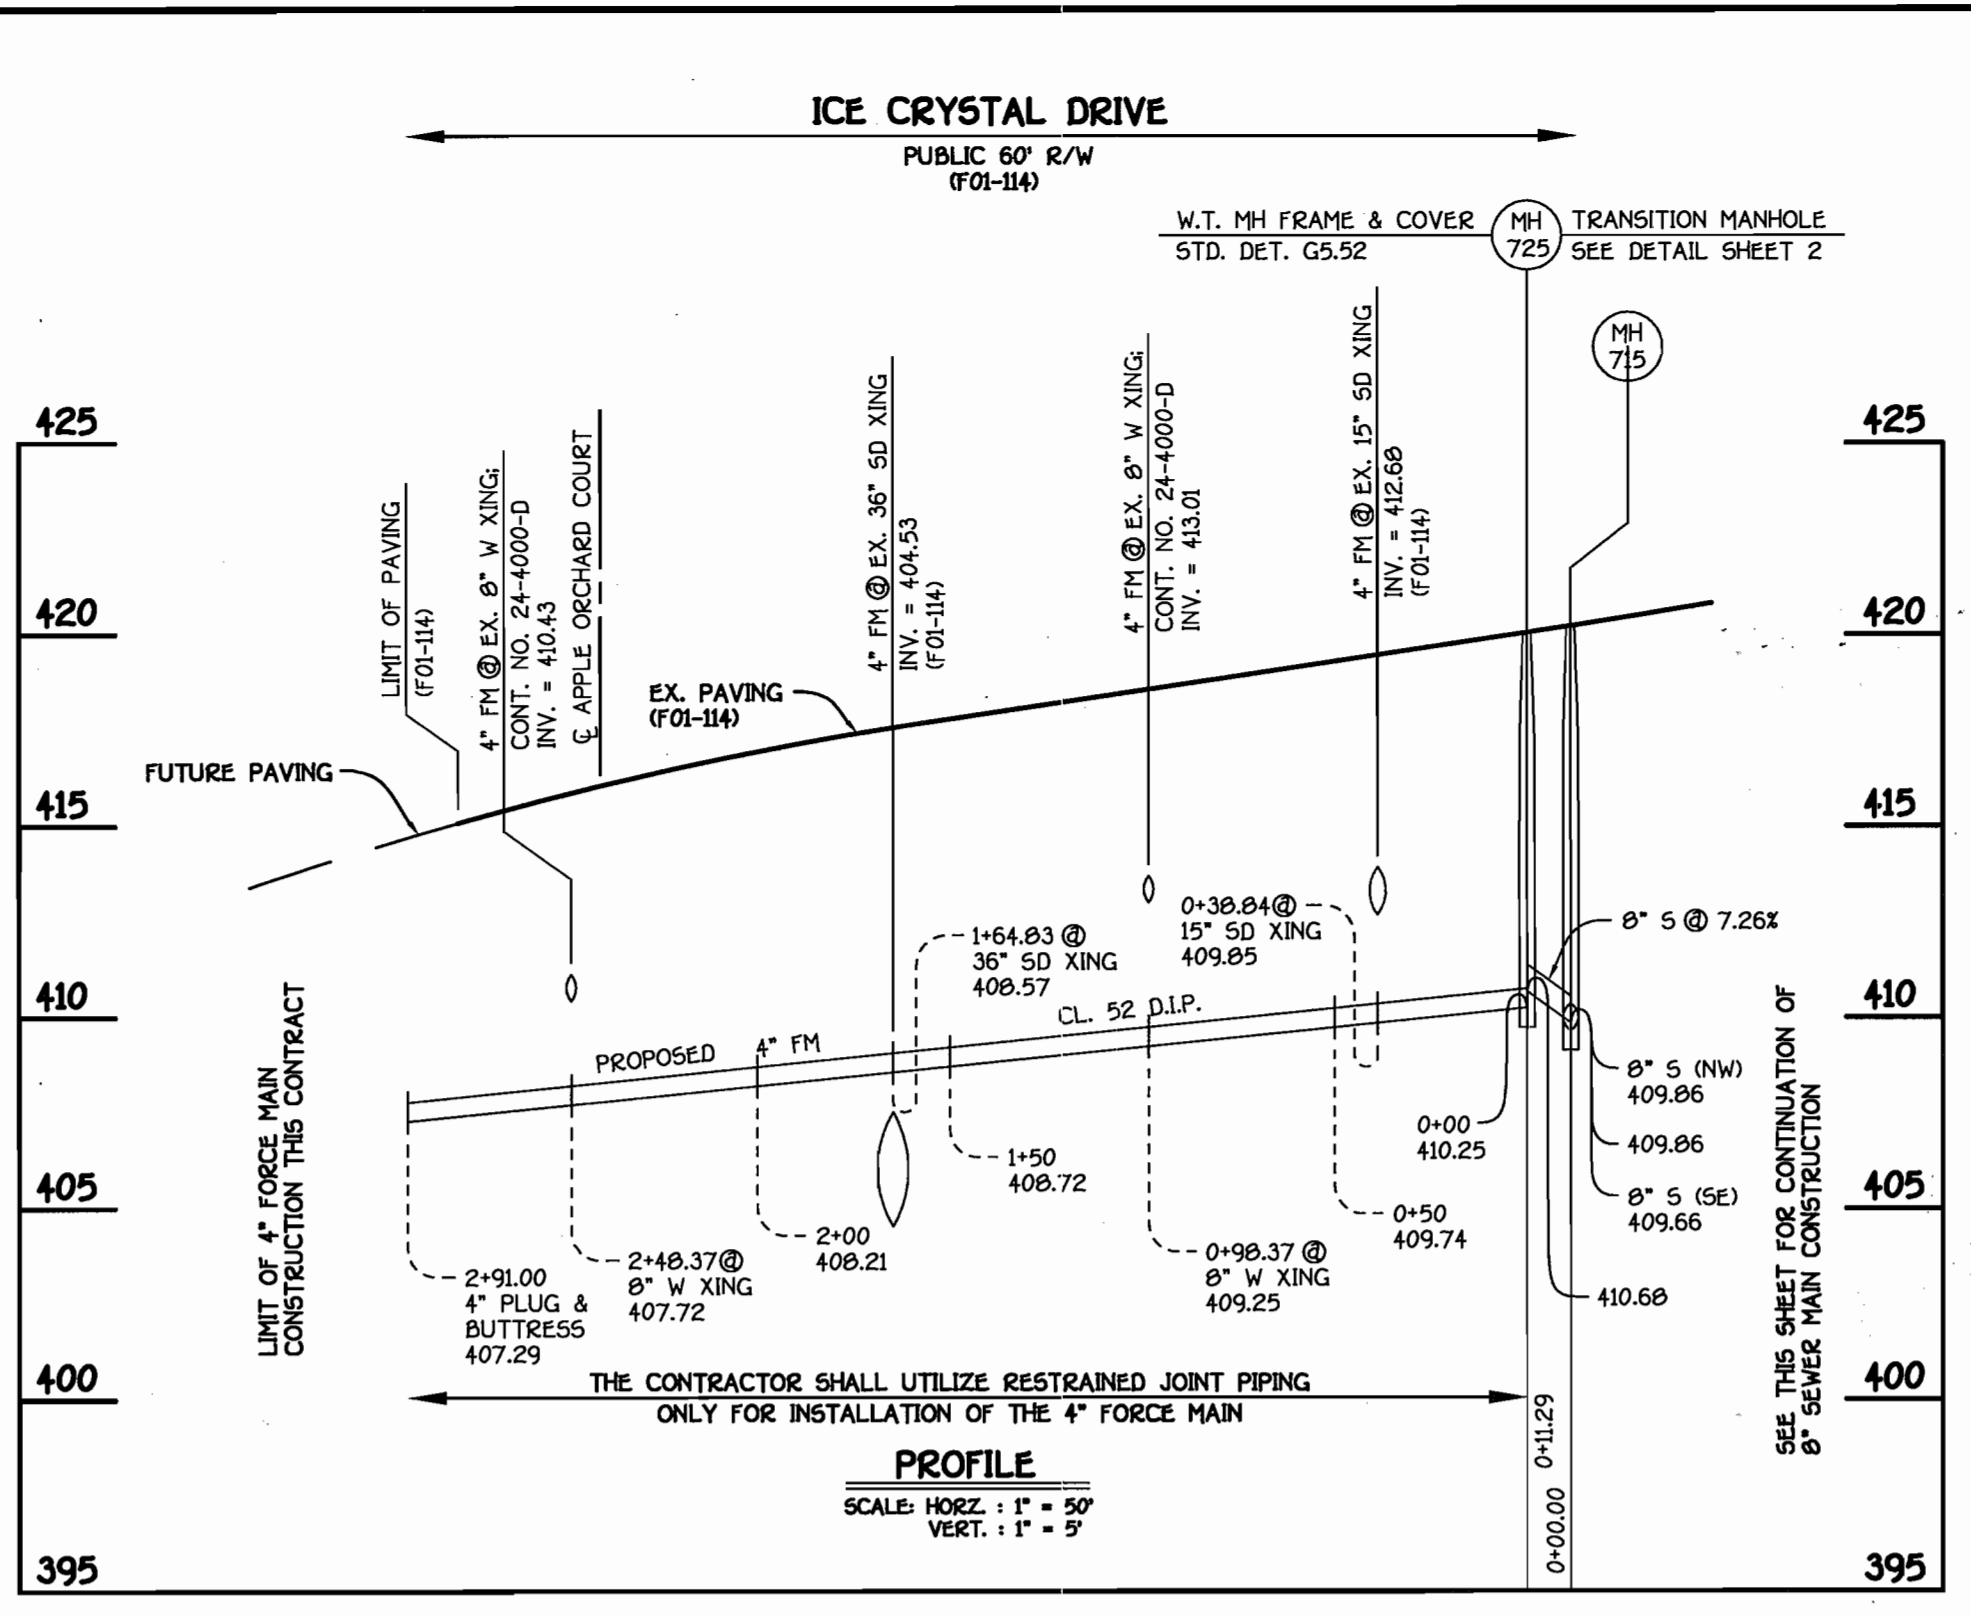 ICE CRYSTAL DRIVE
PUBLIC 60' R/W
(F01-114)
W.T. MH FRAME & COVER
STD. DET. G5.52
MH
725
TRANSITION MANHOLE
SEE DETAIL SHEET 2
MH
715
425
420
415
410
405
400
395
425
420
415
410
405
400
395
LIMIT OF PAVING
(F01-114)
4" FM @ EX. 8" W XING;
CONT. NO. 24-4000-D
INV. = 410.43
℄ APPLE ORCHARD COURT
4" FM @ EX. 36" SD XING
INV. = 404.53
(F01-114)
4" FM @ EX. 8" W XING;
CONT. NO. 24-4000-D
INV. = 413.01
4" FM @ EX. 15" SD XING
INV. = 412.68
(F01-114)
EX. PAVING
(F01-114)
FUTURE PAVING
0+38.84@
15" SD XING
409.85
1+64.83 @
36" SD XING
408.57
8" S @ 7.26%
PROPOSED 4" FM
CL. 52 D.I.P.
8" S (NW)
409.86
409.86
8" S (SE)
409.66
0+00
410.25
410.68
1+50
408.72
0+50
409.74
2+00
408.21
0+98.37 @
8" W XING
409.25
2+48.37@
8" W XING
407.72
2+91.00
4" PLUG &
BUTTRESS
407.29
LIMIT OF 4" FORCE MAIN
CONSTRUCTION THIS CONTRACT
SEE THIS SHEET FOR CONTINUATION OF
8" SEWER MAIN CONSTRUCTION
THE CONTRACTOR SHALL UTILIZE RESTRAINED JOINT PIPING
ONLY FOR INSTALLATION OF THE 4" FORCE MAIN
0+11.29
0+00.00
PROFILE
SCALE: HORZ. : 1" = 50'
VERT. : 1" = 5'